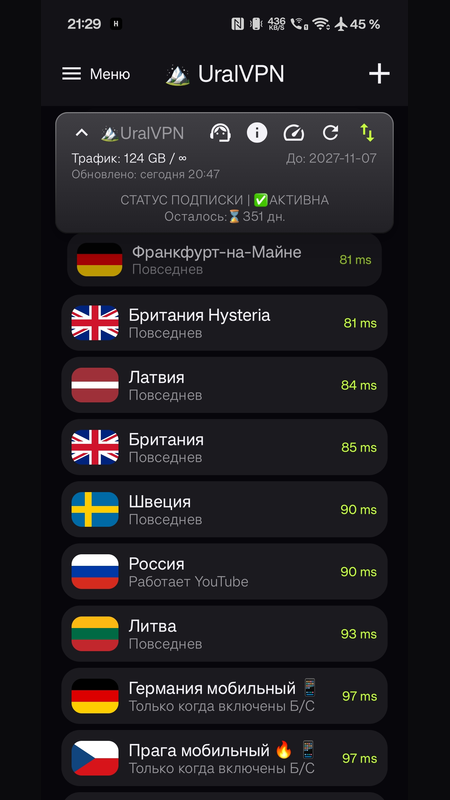 21:29 H 436 KB/S 45 %
Меню UralVPN
UralVPN
Трафик: 124 GB / ∞ До: 2027-11-07
Обновлено: сегодня 20:47
СТАТУС ПОДПИСКИ | ✅АКТИВНА
Осталось:⌛351 дн.
Франкфурт-на-Майне 81 ms
Повседнев
Британия Hysteria 81 ms
Повседнев
Латвия 84 ms
Повседнев
Британия 85 ms
Повседнев
Швеция 90 ms
Повседнев
Россия 90 ms
Работает YouTube
Литва 93 ms
Повседнев
Германия мобильный 📱 97 ms
Только когда включены Б/С
Прага мобильный 🔥 📱 97 ms
Только когда включены Б/С